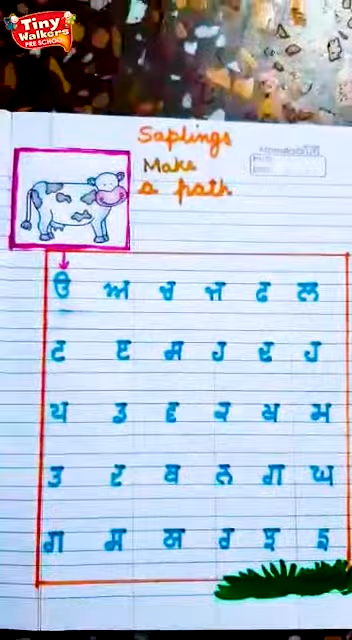 Tiny
Walkers
PRE SCHOOL
Saplings
Make
a path
ੳ ਅ ਚ ਜ ਫ ਲ
ਟ ੲ ਸ ਹ ਦ ਹ
ਖ ੳ ਵ ਕ ਖ ਮ
ਤ ਟ ਬ ਨ ਗ ਘ
ਗ ਸ ਲ ਰ ਝ ਙ